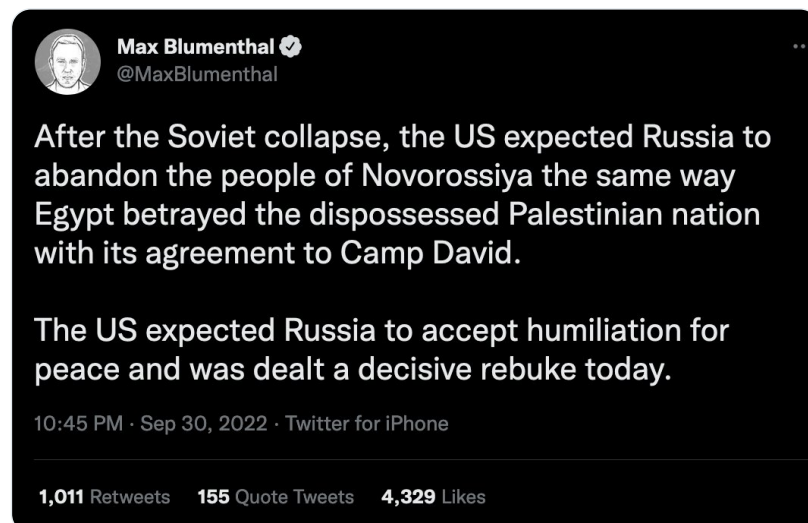 Max Blumenthal
@MaxBlumenthal
After the Soviet collapse, the US expected Russia to
abandon the people of Novorossiya the same way
Egypt betrayed the dispossessed Palestinian nation
with its agreement to Camp David.
The US expected Russia to accept humiliation for
peace and was dealt a decisive rebuke today.
10:45 PM · Sep 30, 2022 · Twitter for iPhone
1,011 Retweets 155 Quote Tweets 4,329 Likes